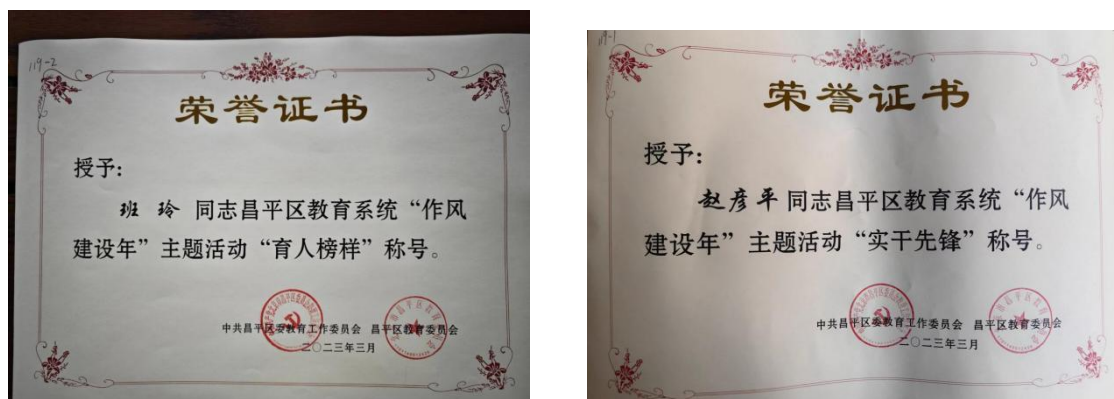 119-2
荣誉证书
授予：
班 玲 同志昌平区教育系统“作风
建设年”主题活动“育人榜样”称号。
中共昌平区委教育工作委员会 昌平区教育委员会
二〇二三年三月
119-1
荣誉证书
授予：
赵彦平同志昌平区教育系统“作风
建设年”主题活动“实干先锋”称号。
中共昌平区委教育工作委员会 昌平区教育委员会
二〇二三年三月